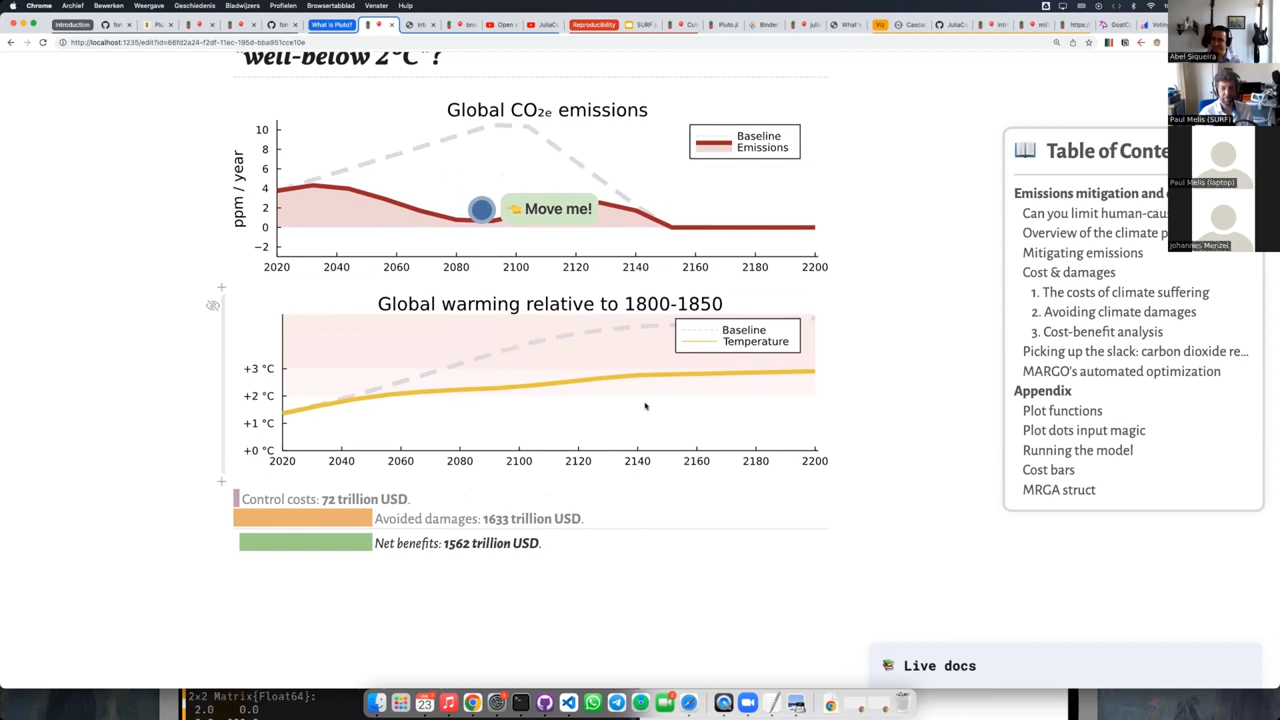 Chrome Archief Bewerken Weergave Geschiedenis Bladwijzers Profielen Browsertabblad Venster Help
Introduction What is Pluto? Reproducibility Viz
http://localhost:1235/edit?id=66fd2a24-f2df-11ec-195d-bba951cce10e
"well-below 2°C"?
Global CO₂e emissions
ppm / year
10
8
6
4
2
0
−2
Baseline
Emissions
👈 Move me!
2020 2040 2060 2080 2100 2120 2140 2160 2180 2200
Global warming relative to 1800-1850
Baseline
Temperature
+3 °C
+2 °C
+1 °C
+0 °C
2020 2040 2060 2080 2100 2120 2140 2160 2180 2200
Control costs: 72 trillion USD.
Avoided damages: 1633 trillion USD.
Net benefits: 1562 trillion USD.
📖 Table of Conte
Emissions mitigation and
Can you limit human-cau
Overview of the climate p
Mitigating emissions
Cost & damages
1. The costs of climate suffering
2. Avoiding climate damages
3. Cost-benefit analysis
Picking up the slack: carbon dioxide re…
MARGO's automated optimization
Appendix
Plot functions
Plot dots input magic
Running the model
Cost bars
MRGA struct
📚 Live docs
Abel Siqueira
Paul Melis (SURF)
Paul Melis (laptop)
Johannes Menzel
2×2 Matrix{Float64}:
2.0 0.0
23